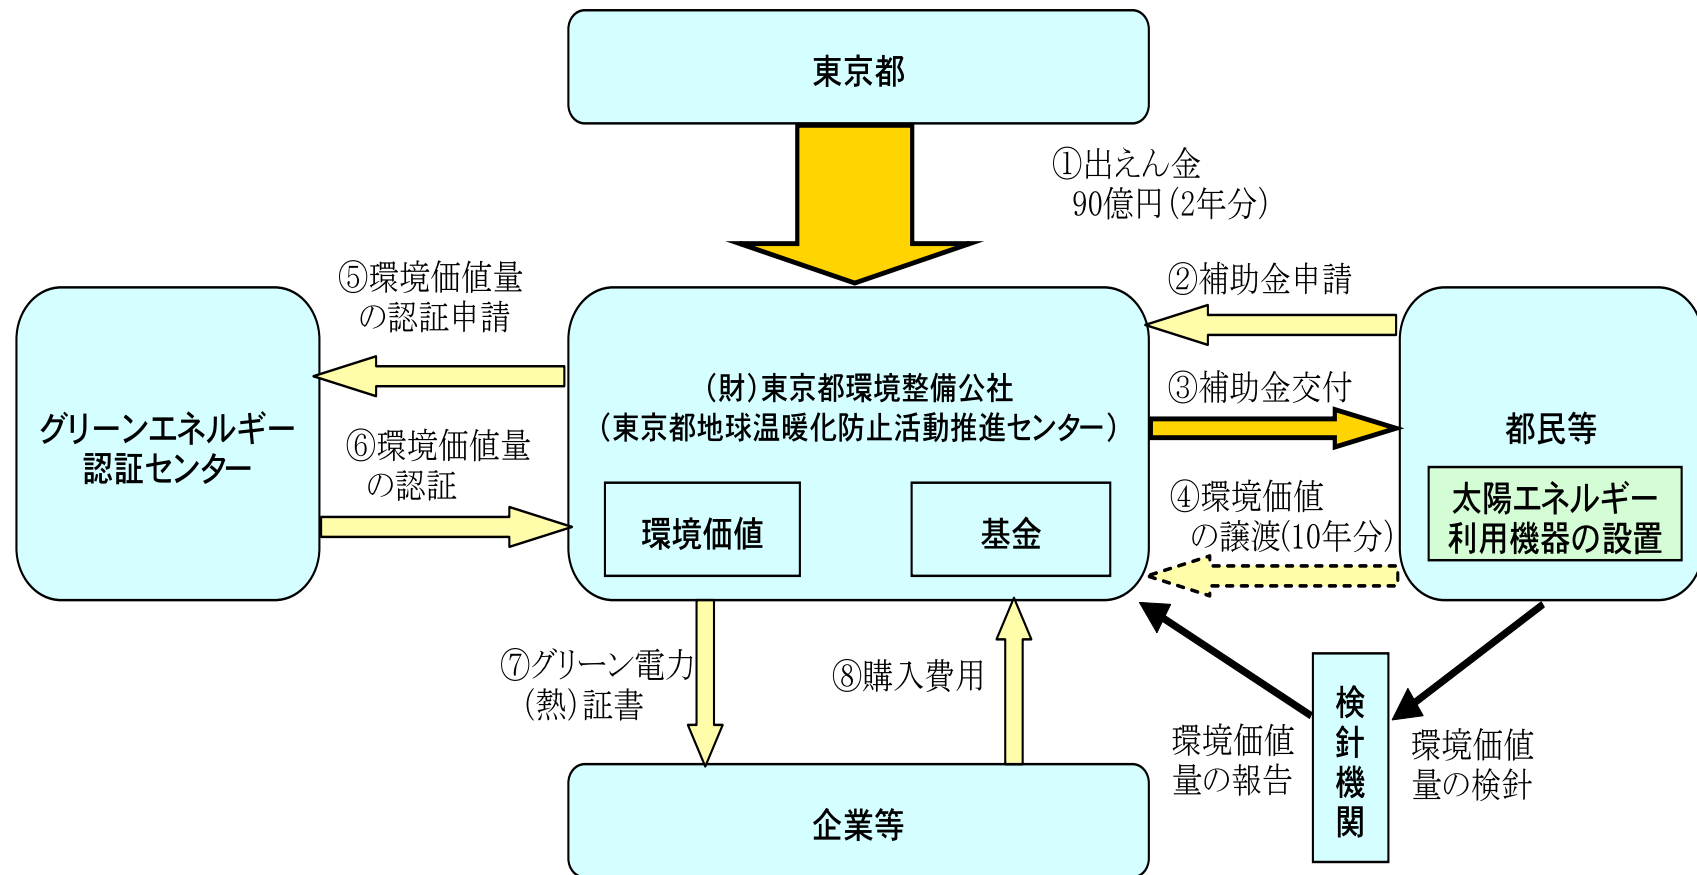 東京都
①出えん金
90億円(2年分)
⑤環境価値量
の認証申請
②補助金申請
(財)東京都環境整備公社
(東京都地球温暖化防止活動推進センター)
③補助金交付
グリーンエネルギー
認証センター
⑥環境価値量
の認証
都民等
太陽エネルギー
利用機器の設置
④環境価値
の譲渡(10年分)
環境価値
基金
⑦グリーン電力
(熱)証書
⑧購入費用
環境価値
量の報告
検針機関
環境価値
量の検針
企業等